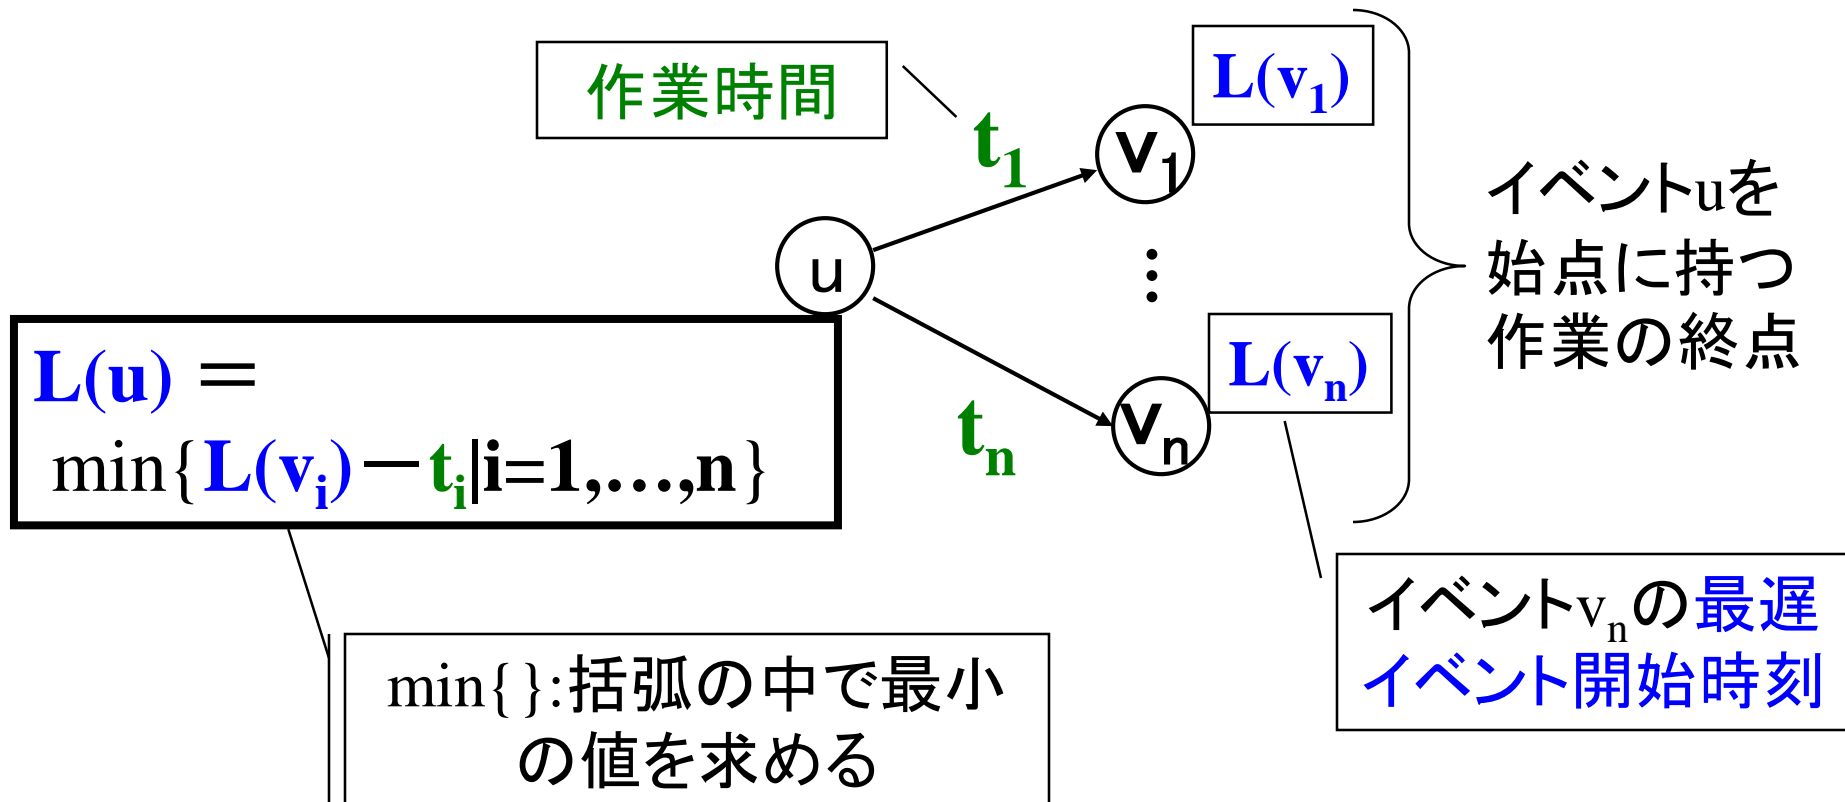 作業時間
t1
L(v1)
v1
u
⋮
イベントuを
始点に持つ
作業の終点
L(u) =
min{L(vi)-ti|i=1,…,n}
tn
L(vn)
vn
イベントvnの最遅
イベント開始時刻
min{ }:括弧の中で最小
の値を求める